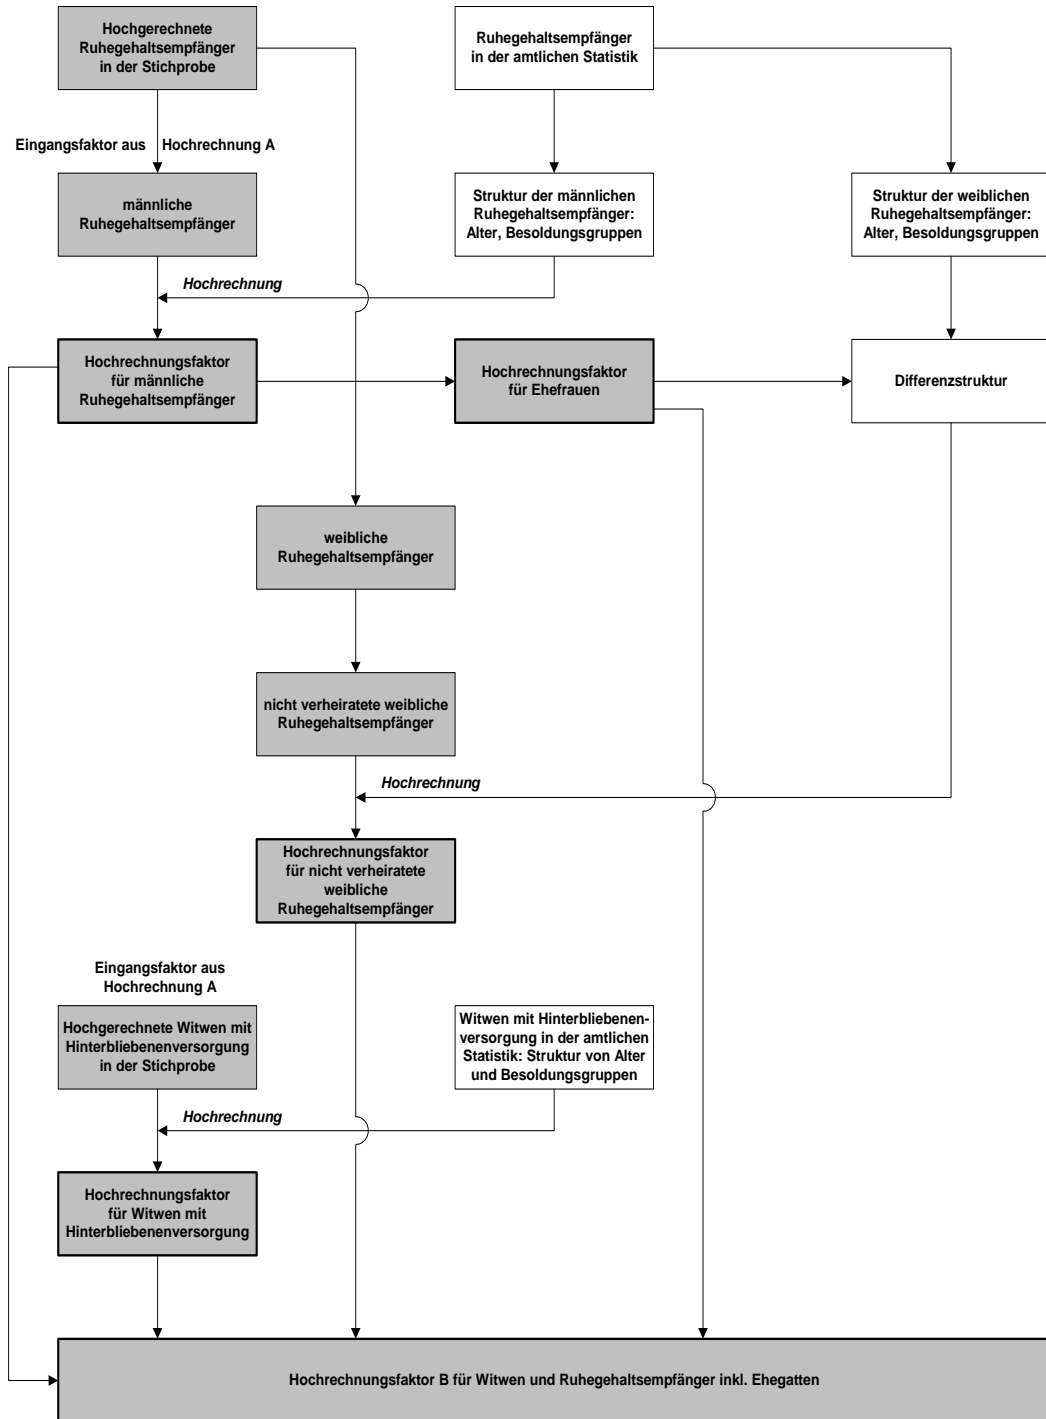 Hochgerechnete
Ruhegehaltsempfänger
in der Stichprobe
Ruhegehaltsempfänger
in der amtlichen Statistik
Eingangsfaktor aus Hochrechnung A
männliche
Ruhegehaltsempfänger
Struktur der männlichen
Ruhegehaltsempfänger:
Alter, Besoldungsgruppen
Struktur der weiblichen
Ruhegehaltsempfänger:
Alter, Besoldungsgruppen
Hochrechnung
Hochrechnungsfaktor
für männliche
Ruhegehaltsempfänger
Hochrechnungsfaktor
für Ehefrauen
Differenzstruktur
weibliche
Ruhegehaltsempfänger
nicht verheiratete weibliche
Ruhegehaltsempfänger
Hochrechnung
Hochrechnungsfaktor
für nicht verheiratete
weibliche
Ruhegehaltsempfänger
Eingangsfaktor aus
Hochrechnung A
Hochgerechnete Witwen mit
Hinterbliebenenversorgung
in der Stichprobe
Witwen mit Hinterbliebenen-
versorgung in der amtlichen
Statistik: Struktur von Alter
und Besoldungsgruppen
Hochrechnung
Hochrechnungsfaktor
für Witwen mit
Hinterbliebenenversorgung
Hochrechnungsfaktor B für Witwen und Ruhegehaltsempfänger inkl. Ehegatten